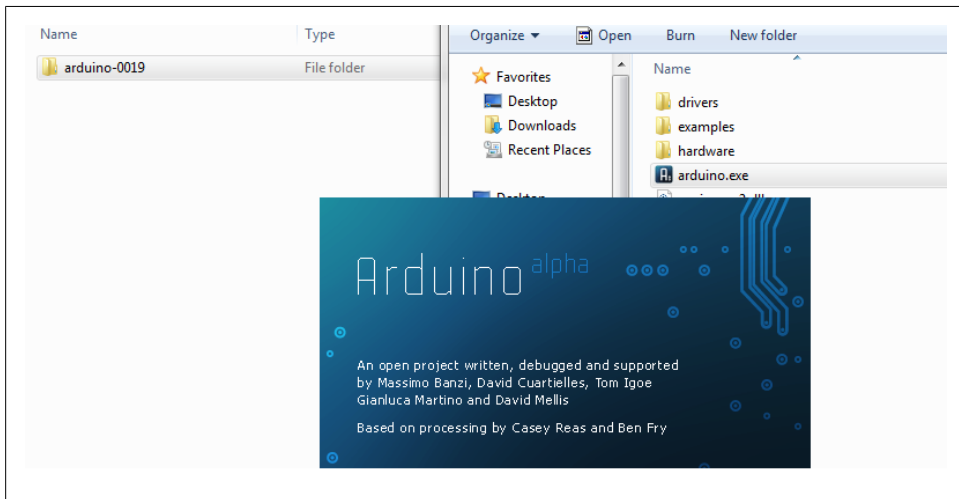 Name Type
arduino-0019 File folder
Organize Open Burn New folder
Favorites
Desktop
Downloads
Recent Places
Desktop
Name
drivers
examples
hardware
arduino.exe
Arduino alpha
An open project written, debugged and supported
by Massimo Banzi, David Cuartielles, Tom Igoe
Gianluca Martino and David Mellis
Based on processing by Casey Reas and Ben Fry